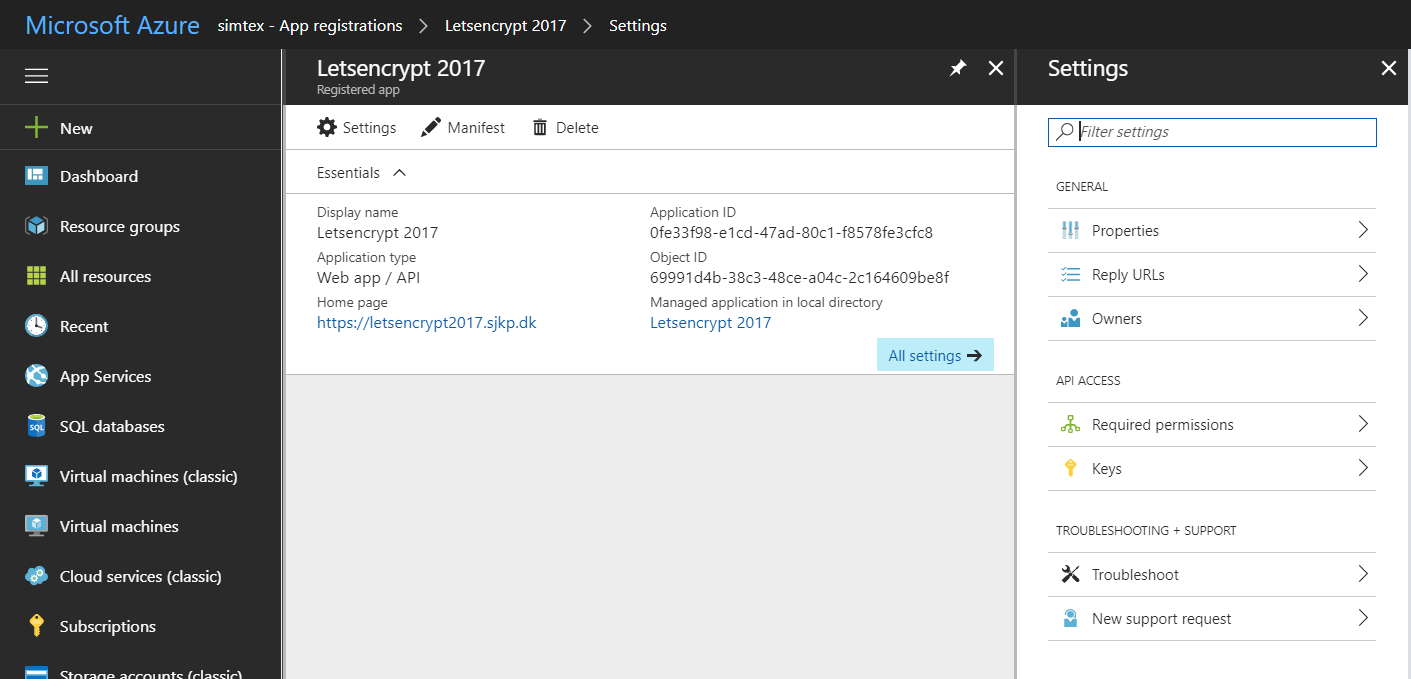 Microsoft Azure simtex - App registrations > Letsencrypt 2017 > Settings
New
Dashboard
Resource groups
All resources
Recent
App Services
SQL databases
Virtual machines (classic)
Virtual machines
Cloud services (classic)
Subscriptions
Storage accounts (classic)
Letsencrypt 2017
Registered app
Settings Manifest Delete
Essentials
Display name
Letsencrypt 2017
Application type
Web app / API
Home page
https://letsencrypt2017.sjkp.dk
Application ID
0fe33f98-e1cd-47ad-80c1-f8578fe3cfc8
Object ID
69991d4b-38c3-48ce-a04c-2c164609be8f
Managed application in local directory
Letsencrypt 2017
All settings
Settings
Filter settings
GENERAL
Properties
Reply URLs
Owners
API ACCESS
Required permissions
Keys
TROUBLESHOOTING + SUPPORT
Troubleshoot
New support request